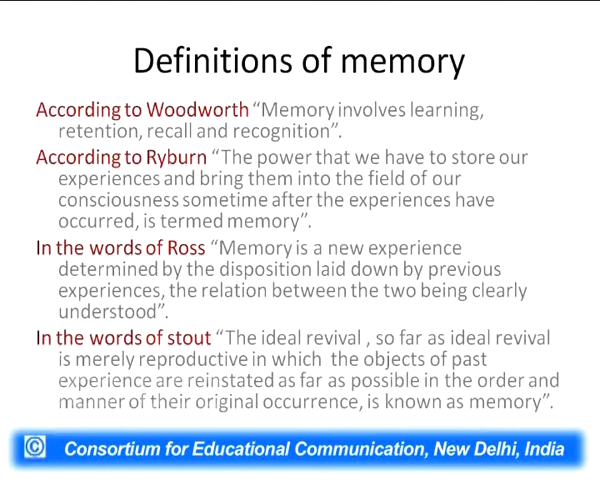 Definitions of memory
According to Woodworth “Memory involves learning,
retention, recall and recognition”.
According to Ryburn “The power that we have to store our
experiences and bring them into the field of our
consciousness sometime after the experiences have
occurred, is termed memory”.
In the words of Ross “Memory is a new experience
determined by the disposition laid down by previous
experiences, the relation between the two being clearly
understood”.
In the words of stout “The ideal revival , so far as ideal revival
is merely reproductive in which the objects of past
experience are reinstated as far as possible in the order and
manner of their original occurrence, is known as memory”.
© Consortium for Educational Communication, New Delhi, India